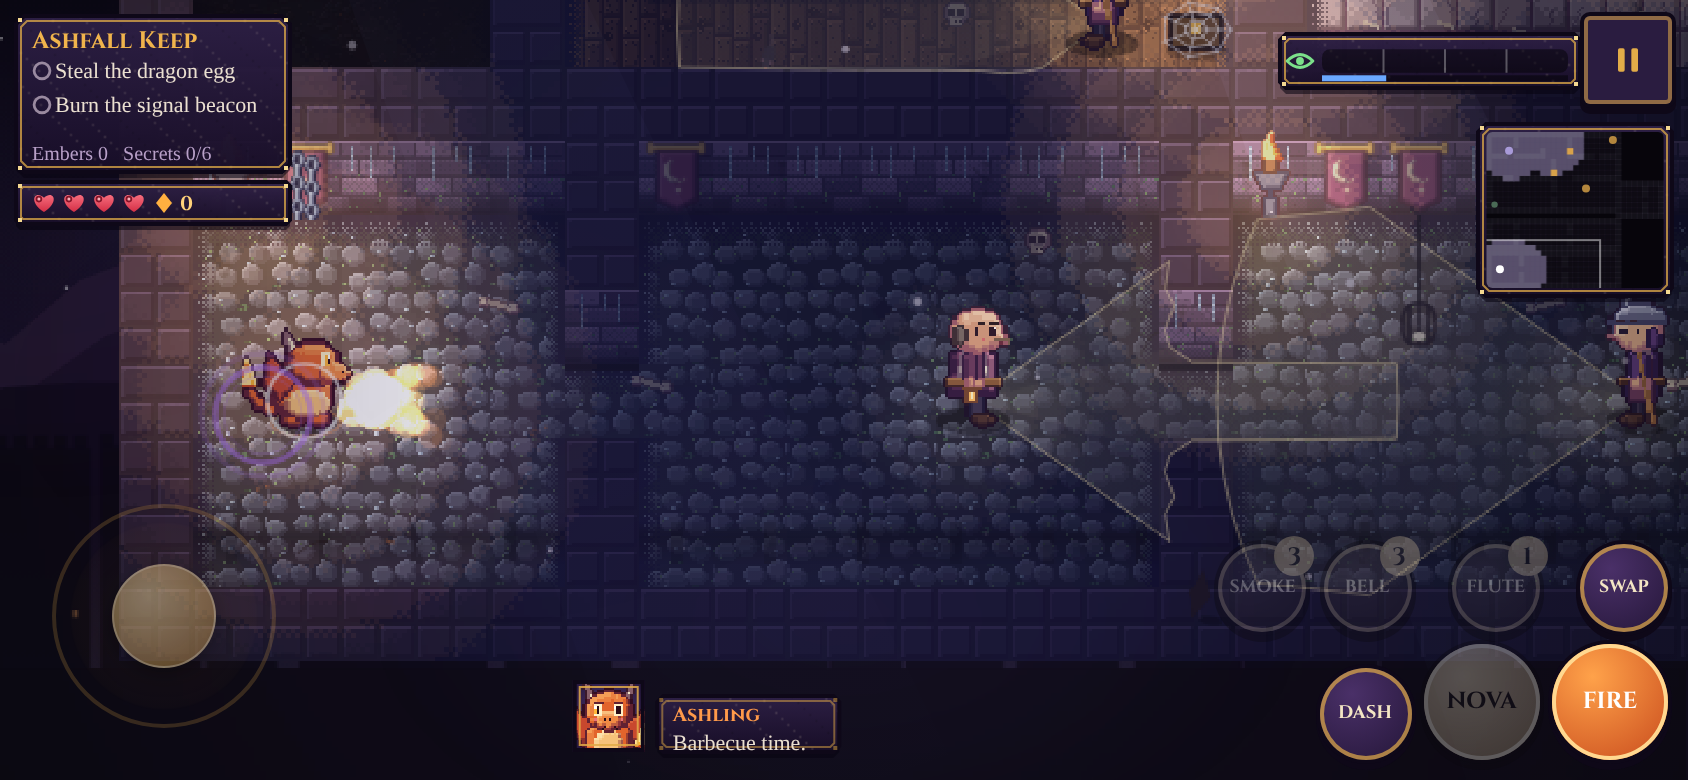 Ashfall Keep
Steal the dragon egg
Burn the signal beacon
Embers 0 Secrets 0/6
0
3
3
1
SMOKE
BELL
FLUTE
SWAP
DASH
NOVA
FIRE
Ashling
Barbecue time.